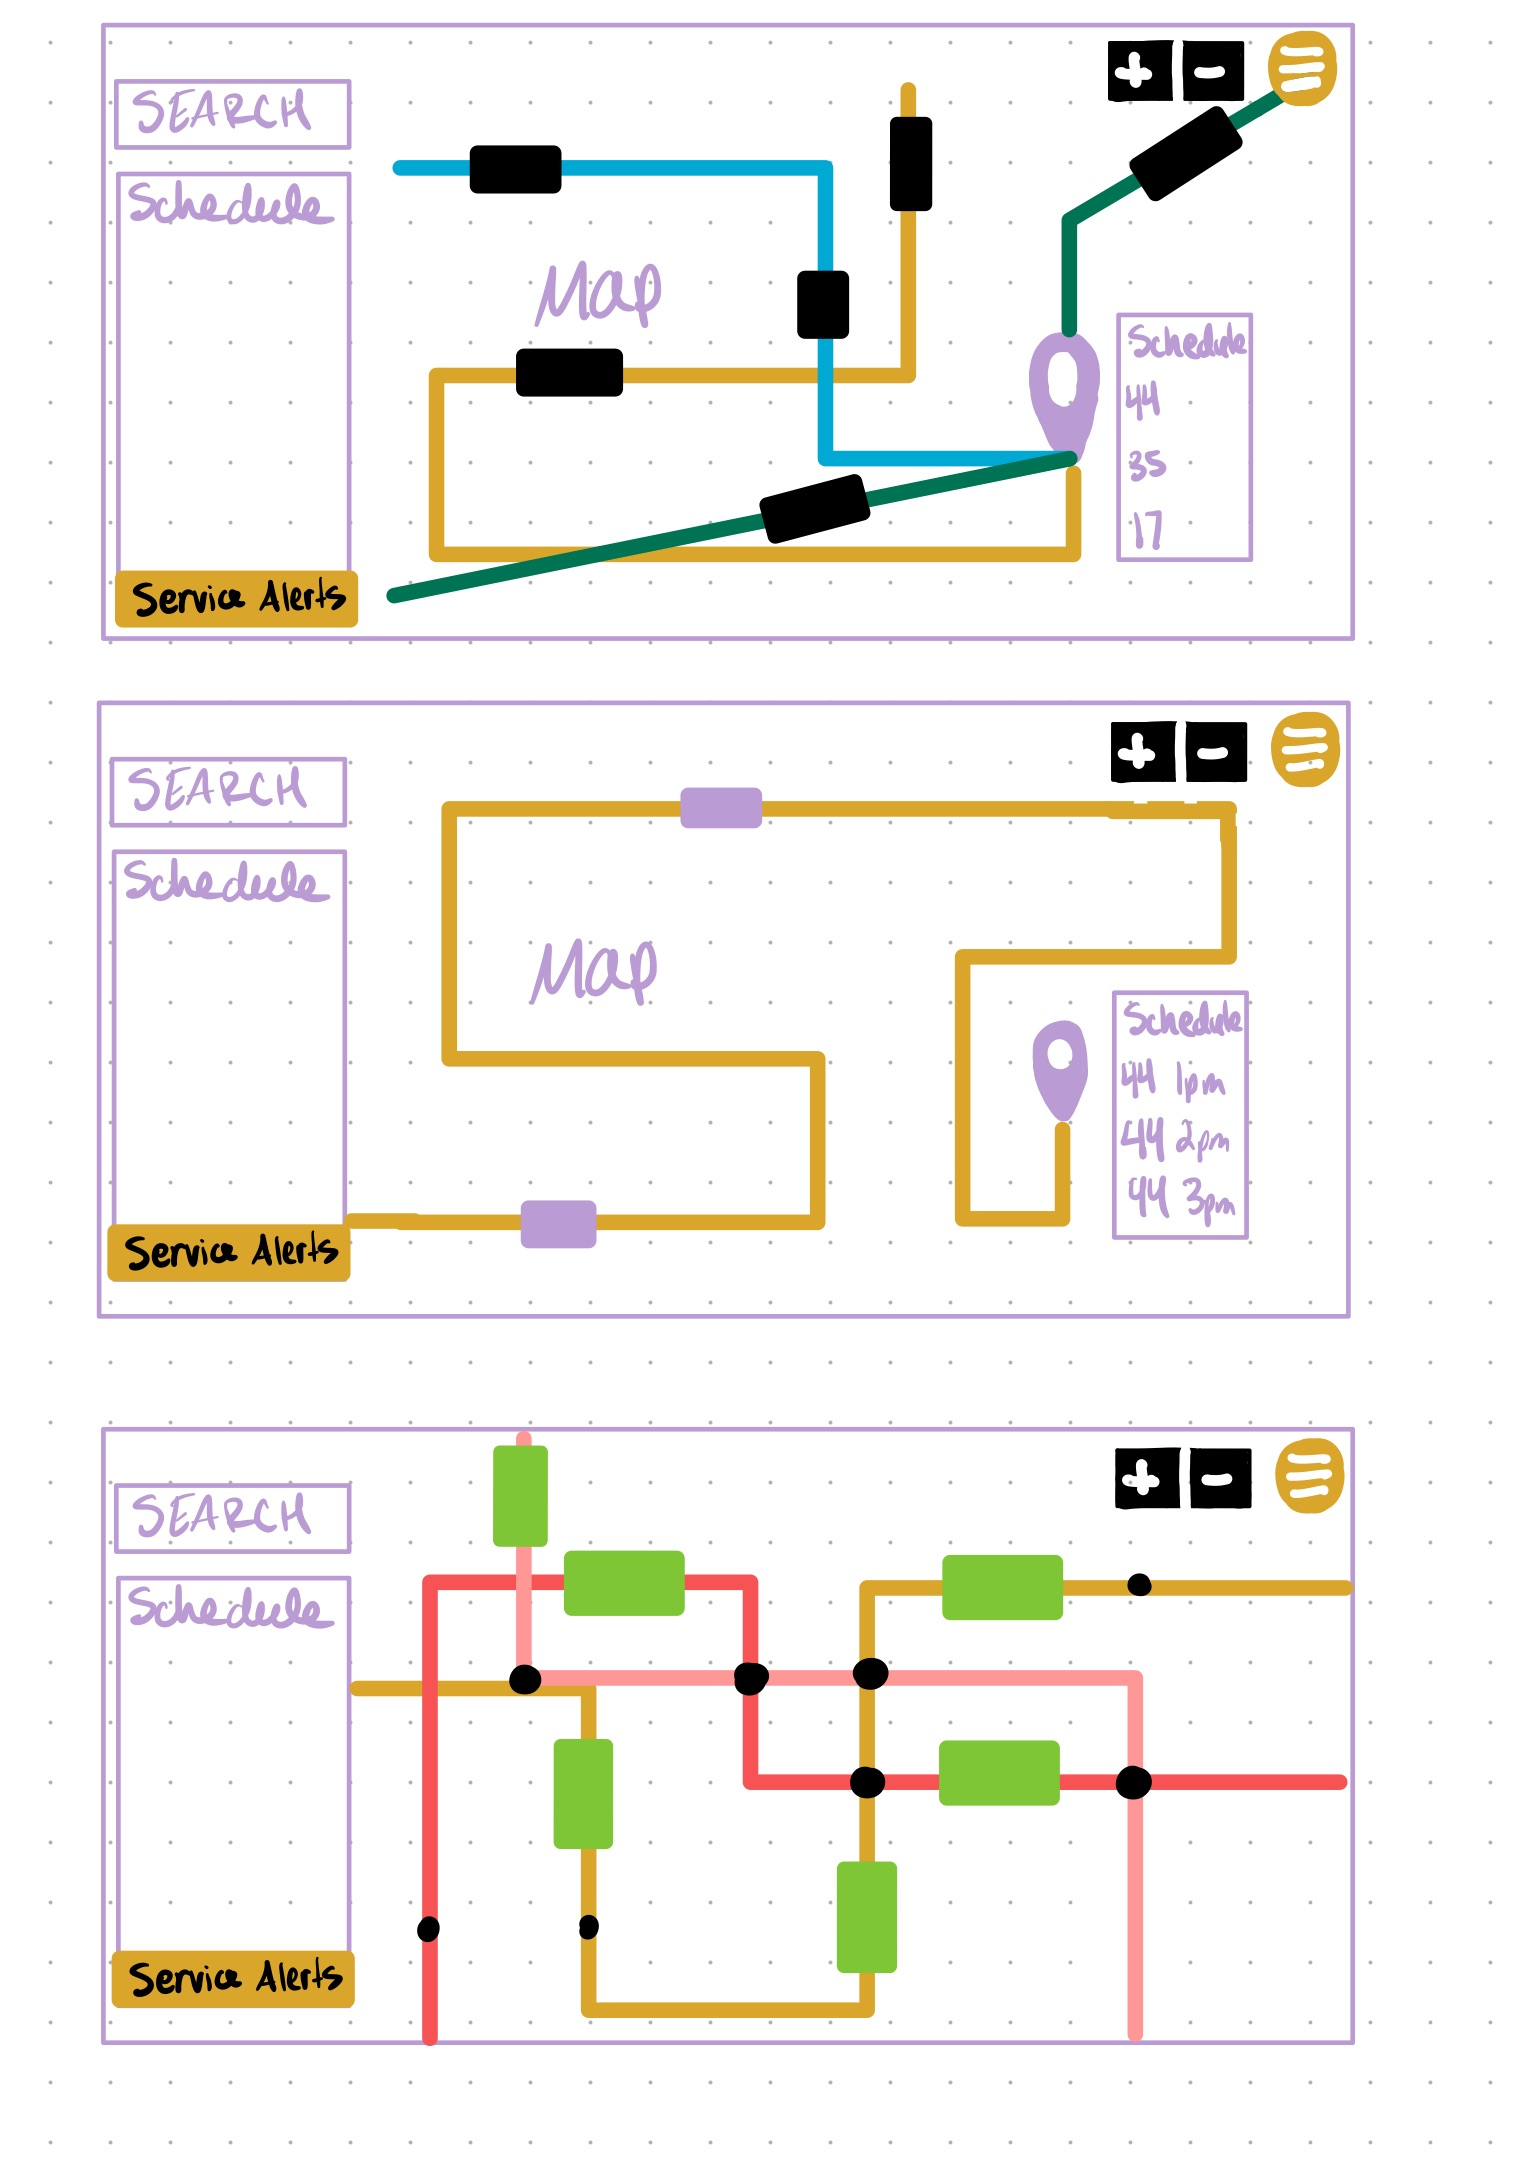 + -
SEARCH
Schedule
Map
Schedule
44
35
17
Service Alerts
+ -
SEARCH
Schedule
Map
Schedule
44 1pm
44 2pm
44 3pm
Service Alerts
+ -
SEARCH
Schedule
Service Alerts